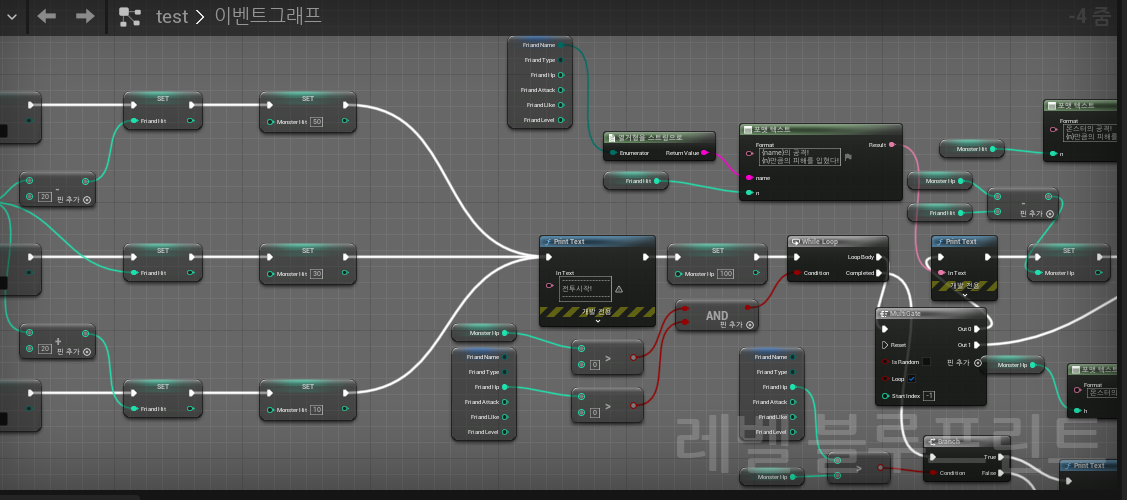 test > 이벤트그래프
-4 줌
Friand Name
Friand Type
Friand Hp
Friand Attack
Friand Like
Friand Level
SET
Friand Hit
SET
Monster Hit 50
열거형을 스트링으로
Enumerator
Return Value
Friand Hit
포맷 텍스트
Format
{name}의 공격!
{n}만큼의 피해를 입혔다!
Result
name
n
Monster Hit
포맷 텍스트
Format
몬스터의 공격!
{n}만큼의 피해를 입
n
Monster Hp
Friand Hit
-
핀 추가
-
20
핀 추가
SET
Friand Hit
SET
Monster Hit 30
Print Text
In Text
전투시작!
개발 전용
SET
Monster Hp 100
While Loop
Loop Body
Condition
Completed
Print Text
In Text
개발 전용
SET
Monster Hp
AND
핀 추가
MultiGate
Out 0
Reset
Out 1
Is Random
핀 추가
Loop
Start Index -1
+
20
핀 추가
Monster Hp
>
0
Friand Name
Friand Type
Friand Hp
Friand Attack
Friand Like
Friand Level
>
0
Friand Name
Friand Type
Friand Hp
Friand Attack
Friand Like
Friand Level
Monster Hp
포맷 텍스트
Format
몬스터의
h
SET
Friand Hit
SET
Monster Hit 10
레벨 블루프린트
Branch
True
Condition
False
Monster Hp
>
Print Text